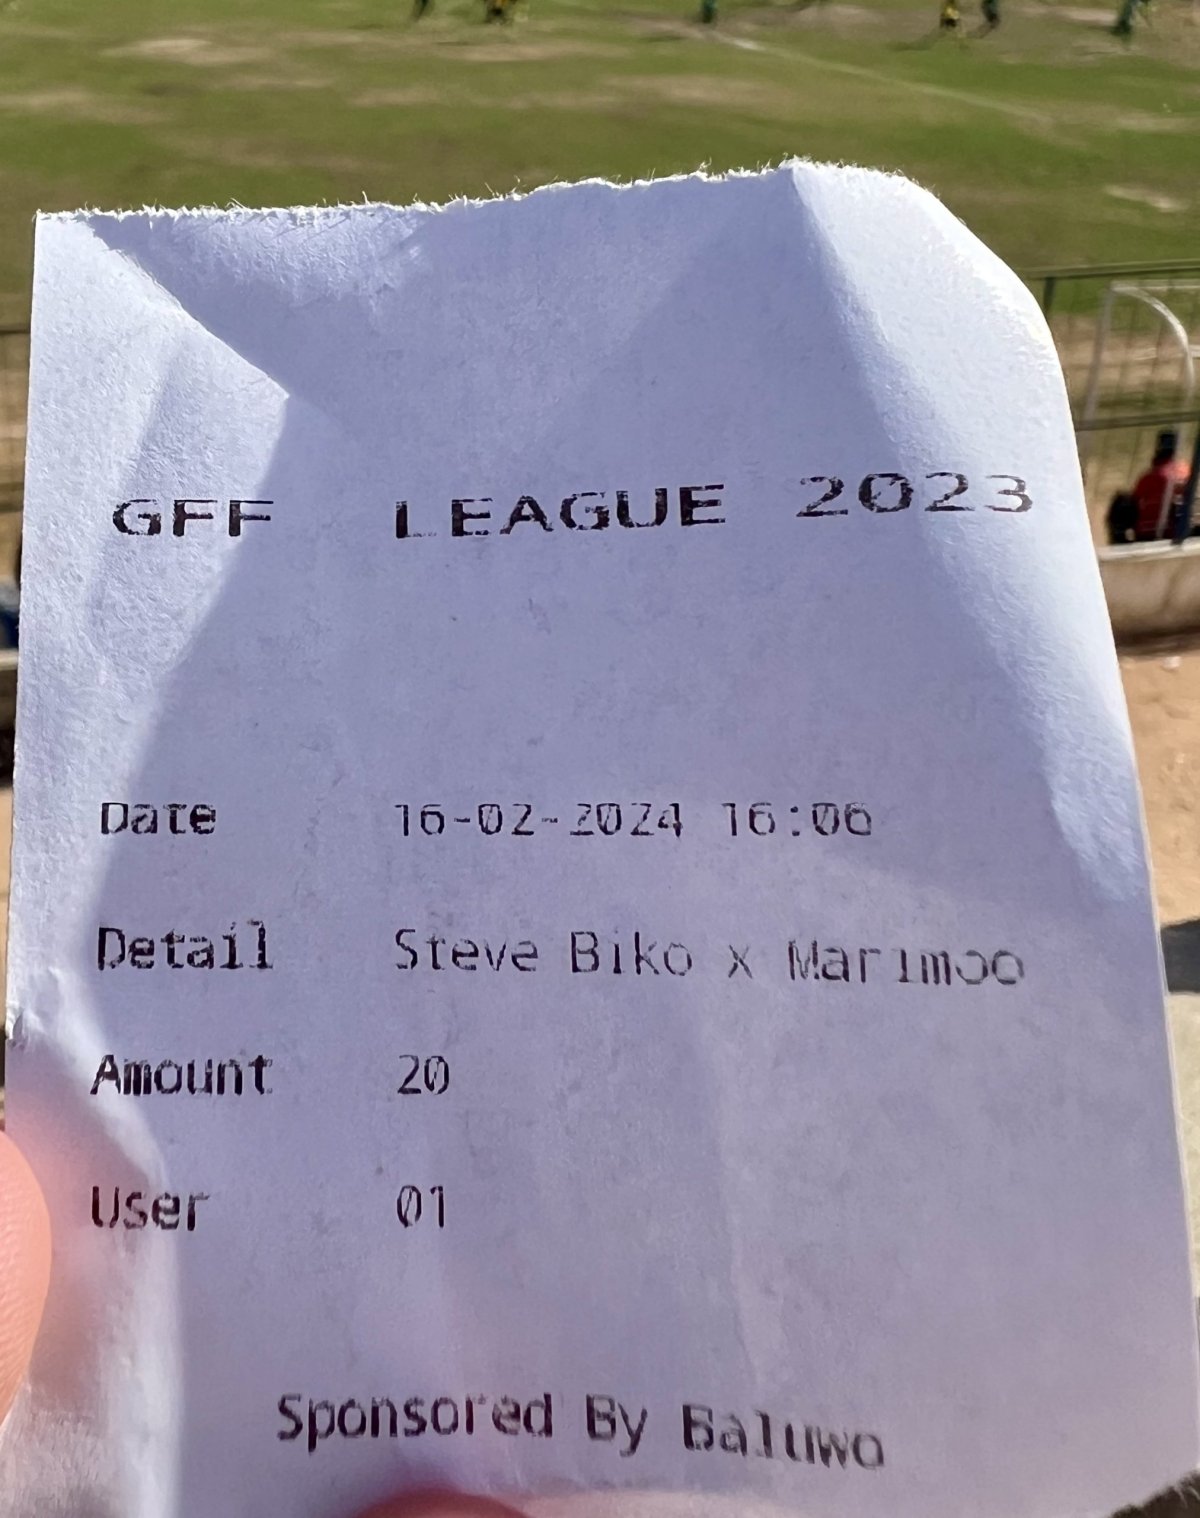 GFF LEAGUE 2023
Date 16-02-2024 16:06
Detail Steve Biko x Marimoo
Amount 20
User 01
Sponsored By Baluwo